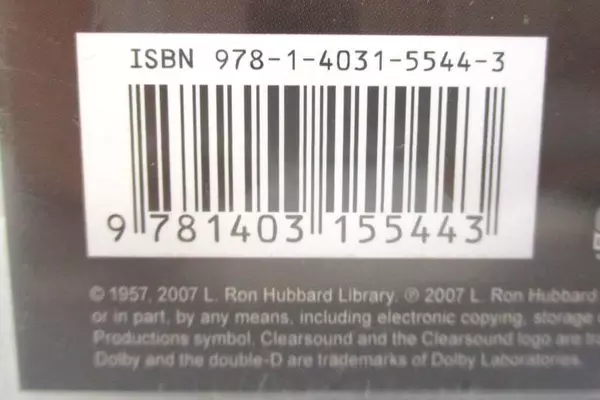 ISBN 978-1-4031-5544-3
9 781403 155443
© 1957, 2007 L. Ron Hubbard Library. ℗ 2007 L. Ron Hubbard
or in part, by any means, including electronic copying, storage
Productions symbol, Clearsound and the Clearsound logo are
Dolby and the double-D are trademarks of Dolby Laboratories.